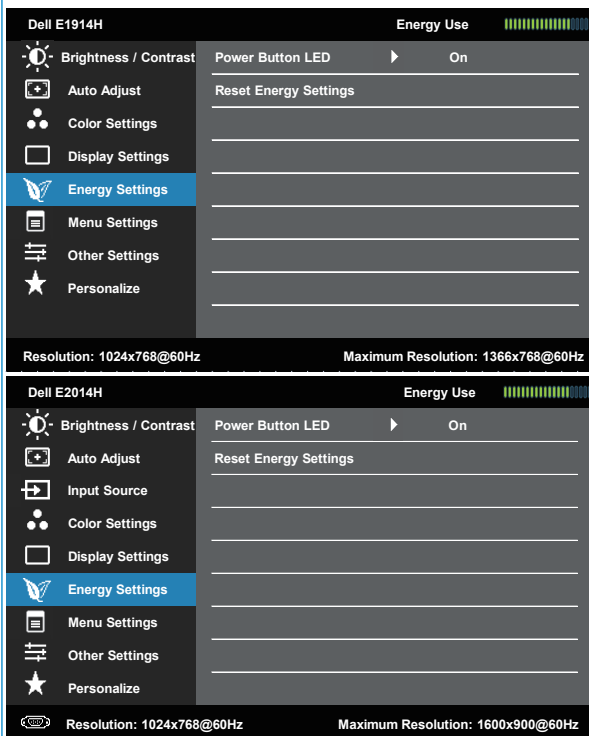 Dell E1914H Energy Use
Brightness / Contrast Power Button LED On
Auto Adjust Reset Energy Settings
Color Settings
Display Settings
Energy Settings
Menu Settings
Other Settings
Personalize
Resolution: 1024x768@60Hz Maximum Resolution: 1366x768@60Hz
Dell E2014H Energy Use
Brightness / Contrast Power Button LED On
Auto Adjust Reset Energy Settings
Input Source
Color Settings
Display Settings
Energy Settings
Menu Settings
Other Settings
Personalize
Resolution: 1024x768@60Hz Maximum Resolution: 1600x900@60Hz